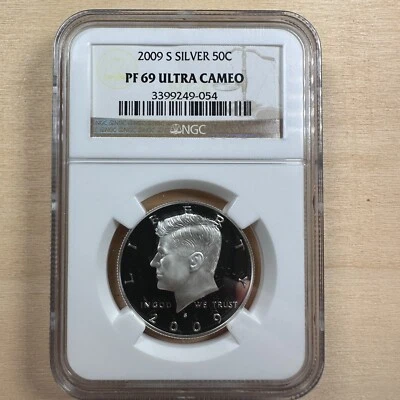 2009 S SILVER 50C
PF 69 ULTRA CAMEO
3399249-054
NGC
LIBERTY
IN GOD WE TRUST
S
2009